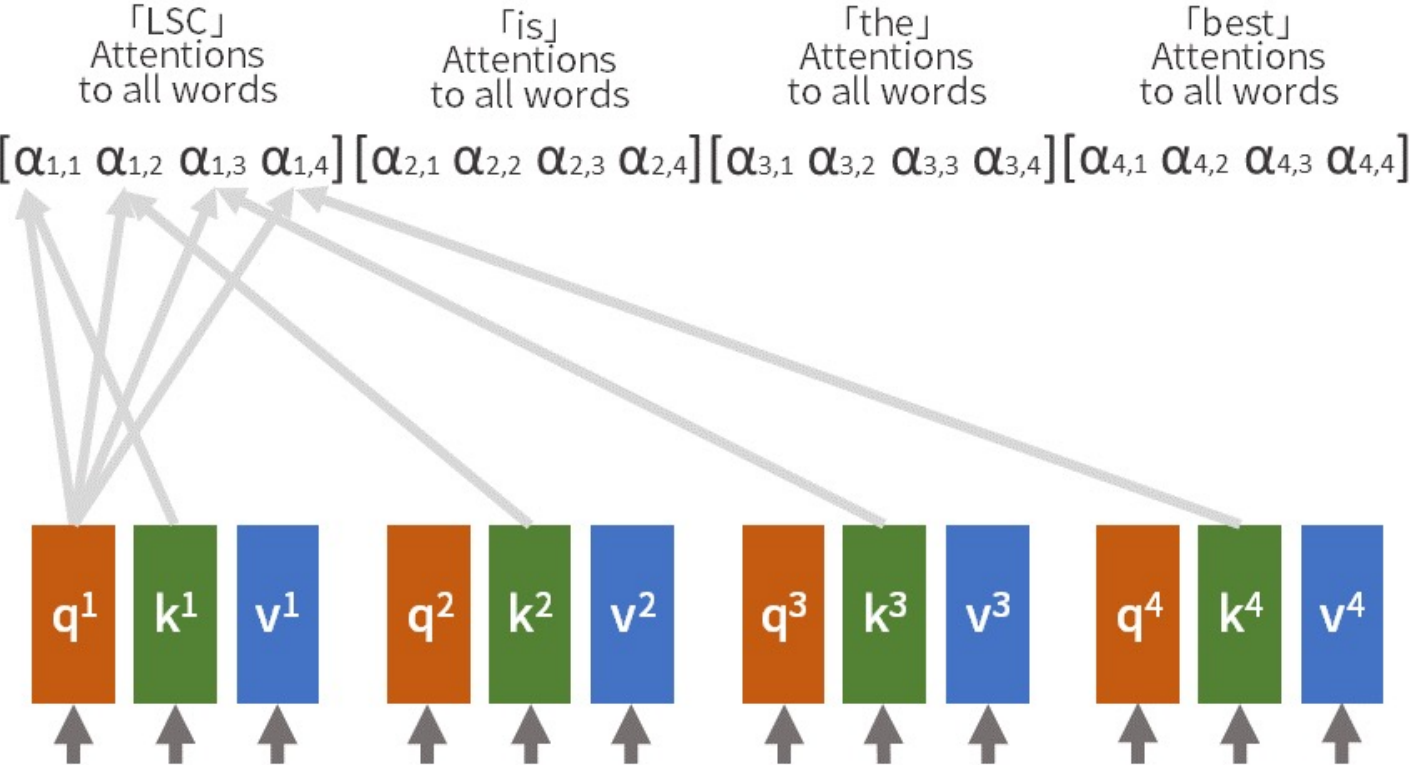 「LSC」
Attentions
to all words
「is」
Attentions
to all words
「the」
Attentions
to all words
「best」
Attentions
to all words
[α1,1 α1,2 α1,3 α1,4] [α2,1 α2,2 α2,3 α2,4] [α3,1 α3,2 α3,3 α3,4] [α4,1 α4,2 α4,3 α4,4]
q¹ k¹ v¹ q² k² v² q³ k³ v³ q⁴ k⁴ v⁴